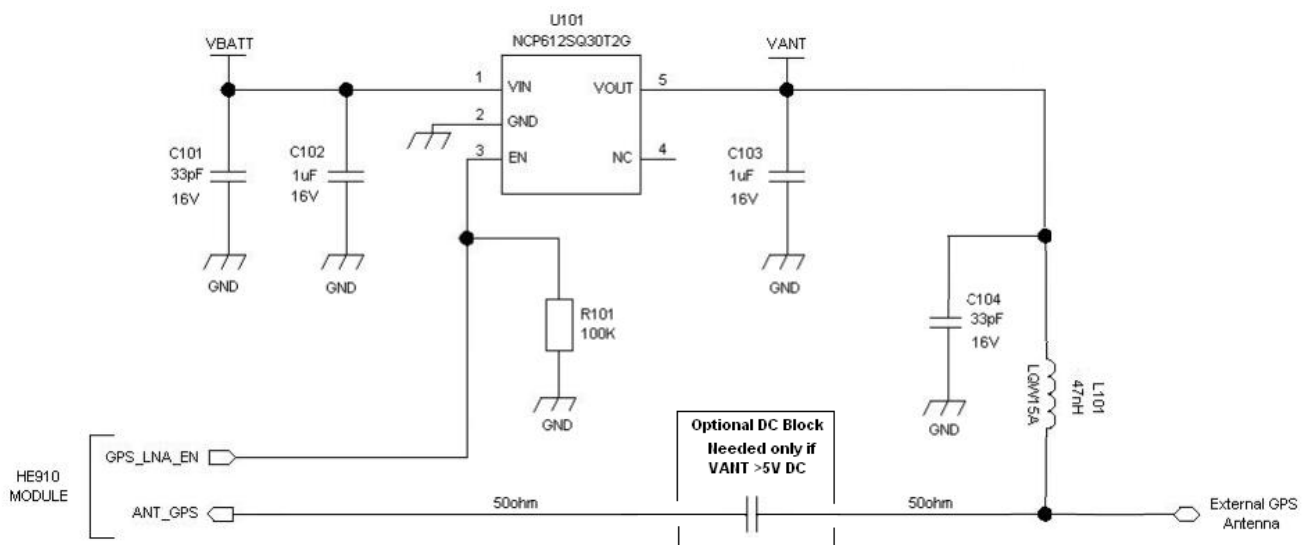 U101
NCP612SQ30T2G
VBATT
VANT
1
VIN
VOUT
5
2
GND
3
EN
NC
4
C101
33pF
16V
C102
1uF
16V
C103
1uF
16V
GND
GND
GND
R101
100K
GND
C104
33pF
16V
GND
L101
47nH
LQW15A
Optional DC Block
Needed only if
VANT >5V DC
HE910
MODULE
GPS_LNA_EN
ANT_GPS
50ohm
50ohm
External GPS
Antenna